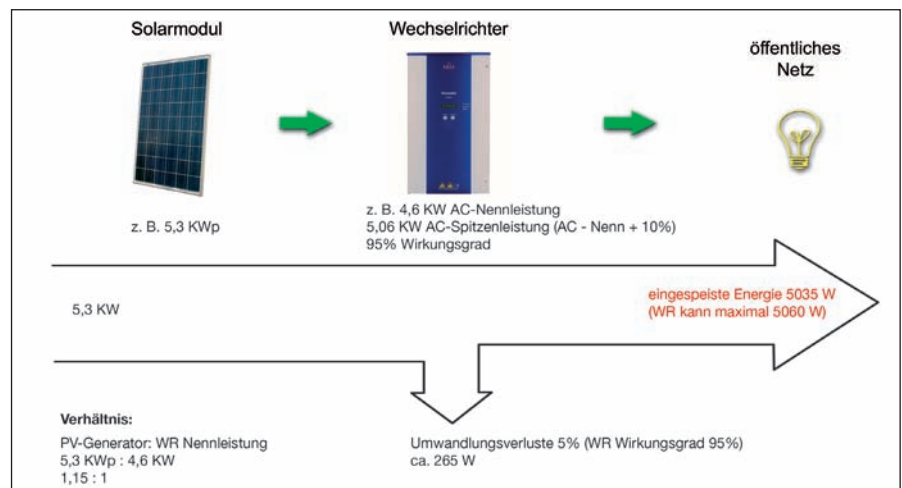 Solarmodul
Wechselrichter
öffentliches
Netz
z. B. 5,3 KWp
z. B. 4,6 KW AC-Nennleistung
5,06 KW AC-Spitzenleistung (AC - Nenn + 10%)
95% Wirkungsgrad
5,3 KW
eingespeiste Energie 5035 W
(WR kann maximal 5060 W)
Verhältnis:
PV-Generator: WR Nennleistung
5,3 KWp : 4,6 KW
1,15 : 1
Umwandlungsverluste 5% (WR Wirkungsgrad 95%)
ca. 265 W